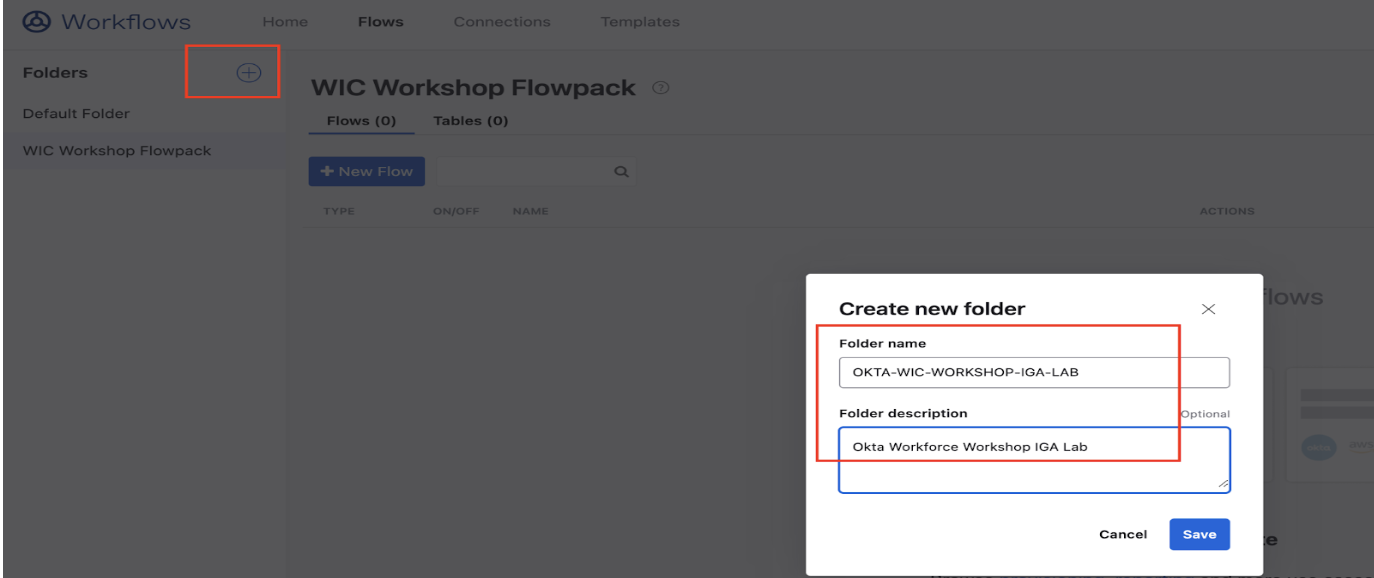 Workflows Home Flows Connections Templates
Folders
Default Folder
WIC Workshop Flowpack
WIC Workshop Flowpack ?
Flows (0) Tables (0)
+ New Flow
TYPE ON/OFF NAME ACTIONS
flows
Create new folder
Folder name
OKTA-WIC-WORKSHOP-IGA-LAB
Folder description Optional
Okta Workforce Workshop IGA Lab
okta aws
Cancel Save